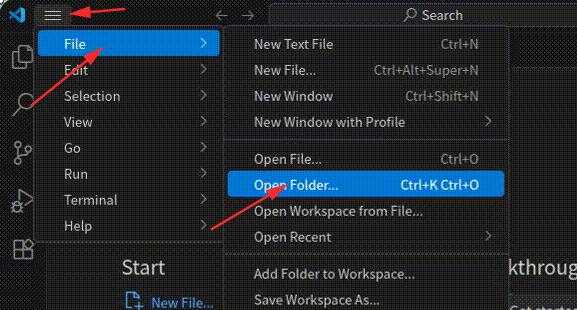 Search
File
Edit
Selection
View
Go
Run
Terminal
Help
New Text File Ctrl+N
New File... Ctrl+Alt+Super+N
New Window Ctrl+Shift+N
New Window with Profile
Open File... Ctrl+O
Open Folder... Ctrl+K Ctrl+O
Open Workspace from File...
Open Recent
Add Folder to Workspace...
Save Workspace As...
Start
New File...
kthroug
Get starte